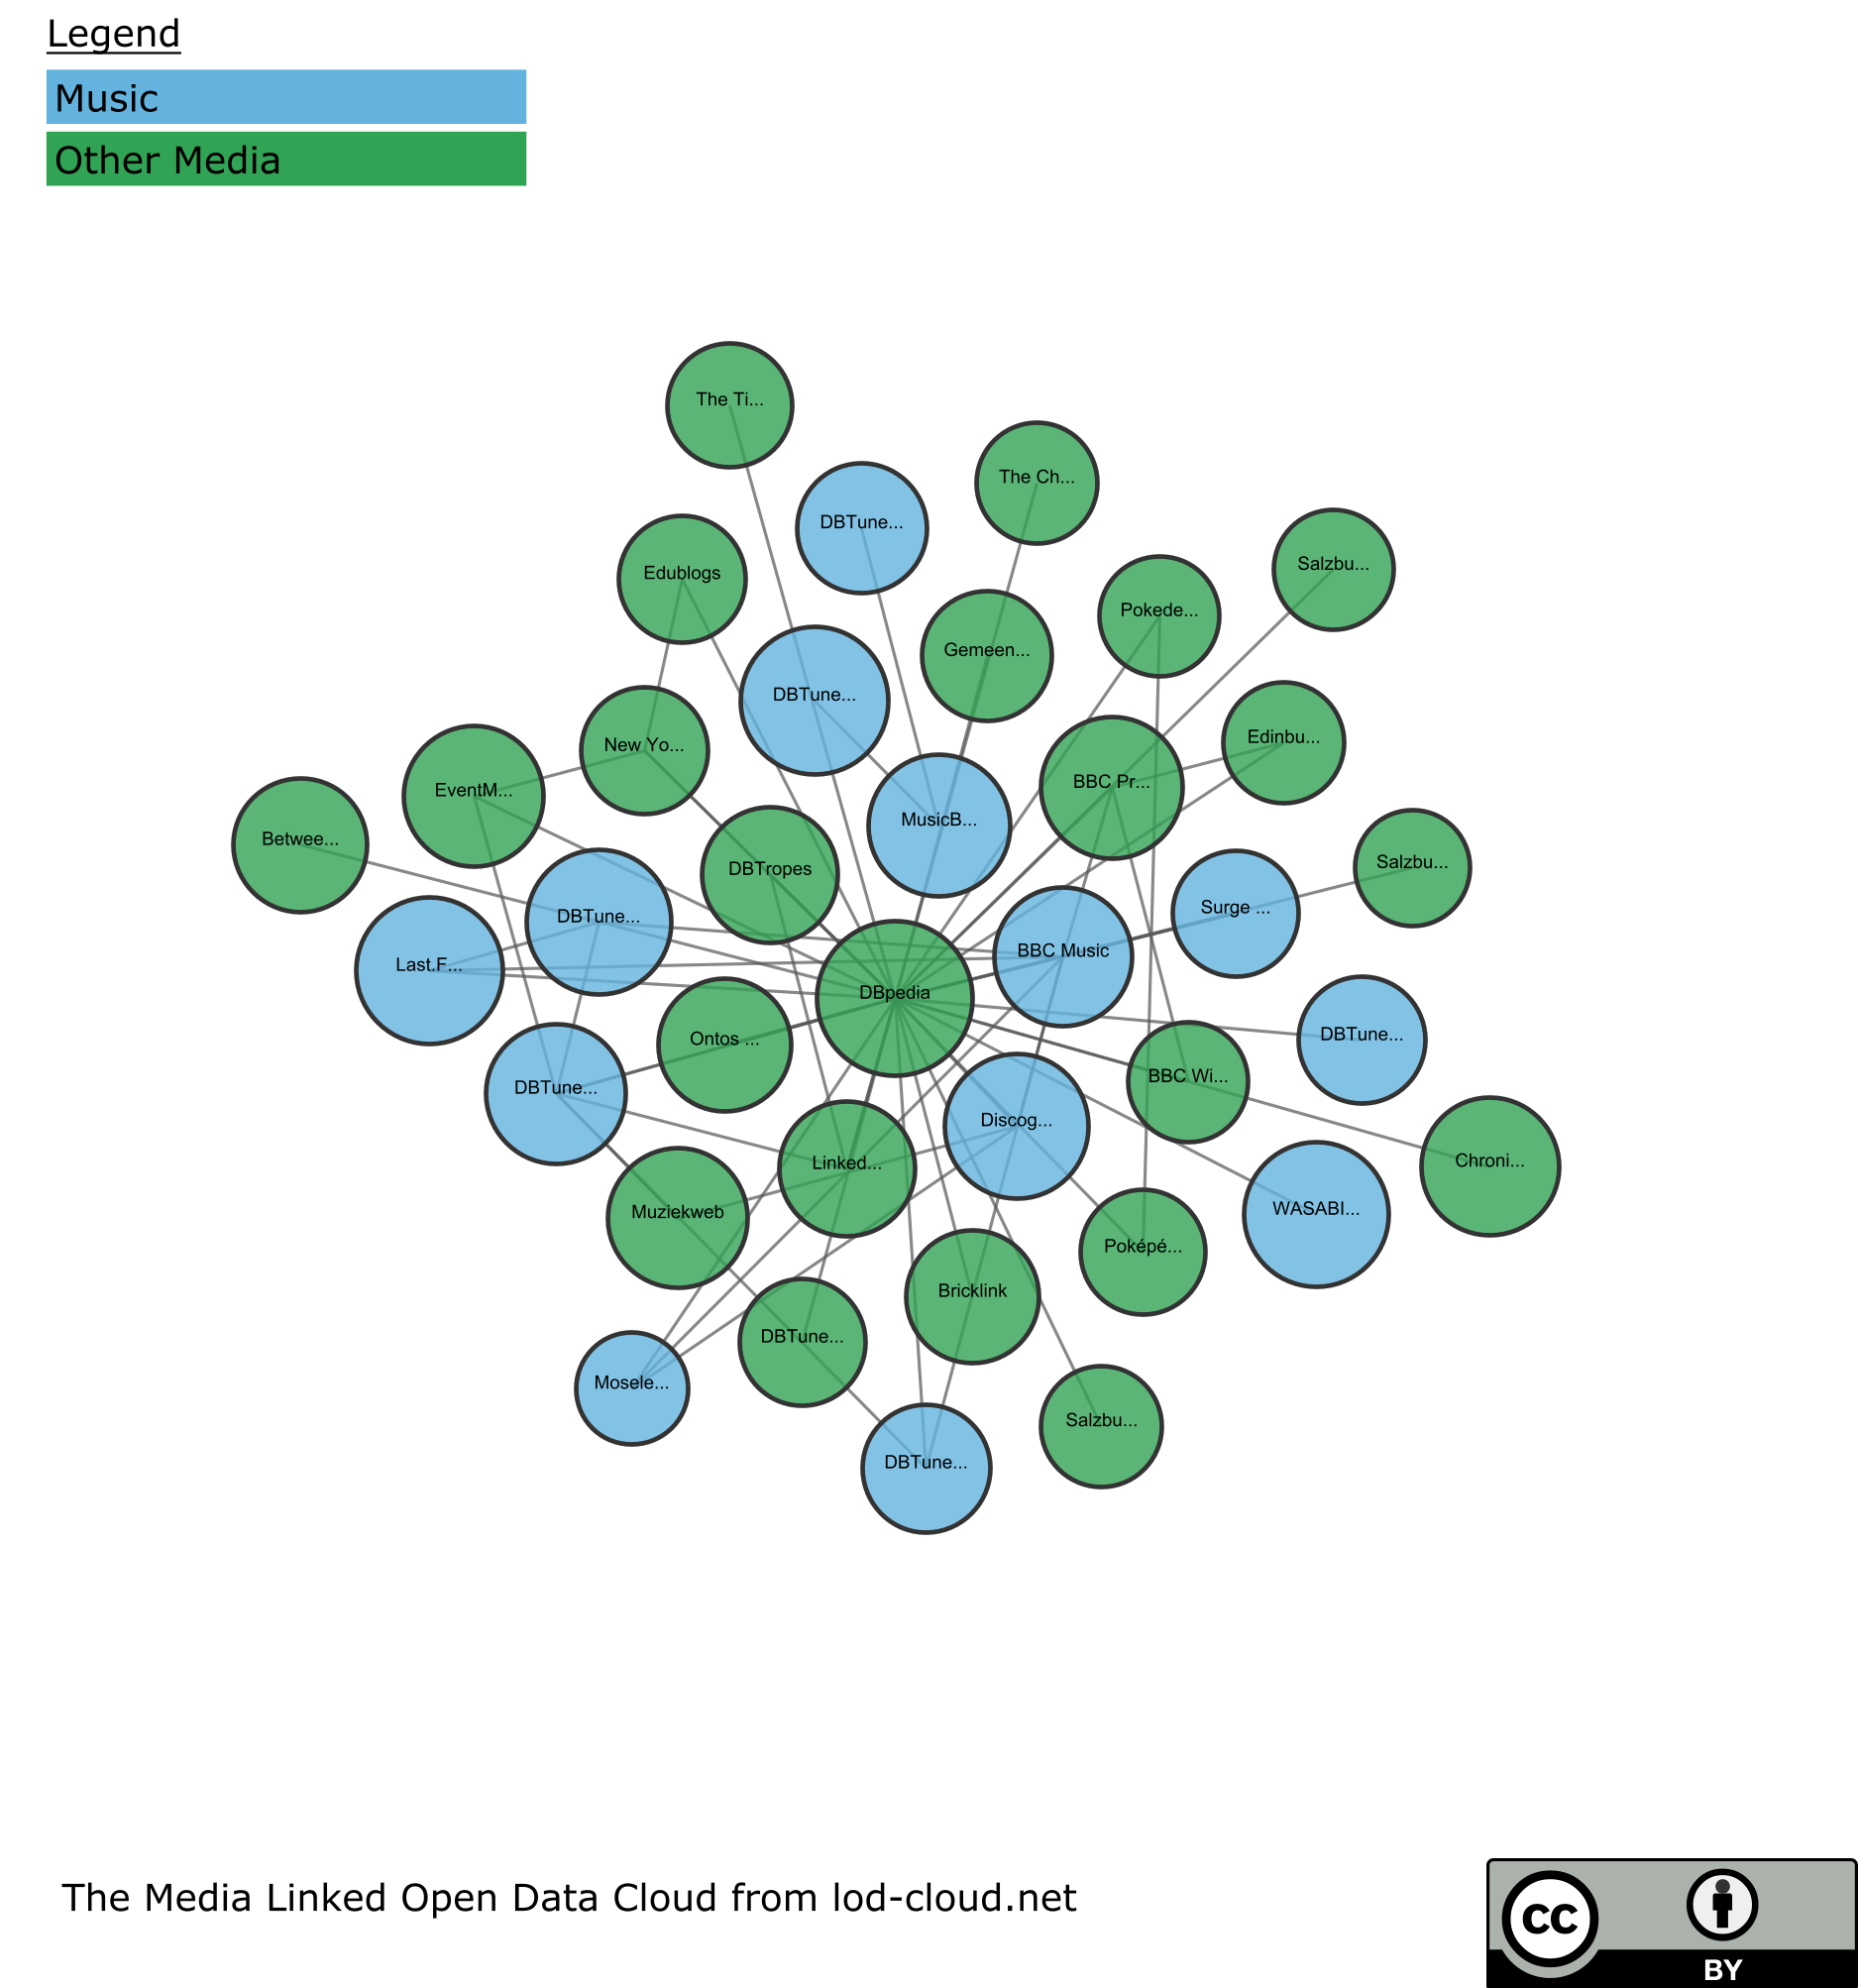 Legend
Music
Other Media
The Ti...
The Ch...
DBTune...
Salzbu...
Edublogs
Pokede...
Gemeen...
DBTune...
Edinbu...
New Yo...
BBC Pr...
EventM...
MusicB...
Betwee...
Salzbu...
DBTropes
Surge ...
DBTune...
BBC Music
Last.F...
DBpedia
DBTune...
Ontos ...
BBC Wi...
DBTune...
Discog...
Chroni...
Linked...
WASABI...
Muziekweb
Poképé...
Bricklink
DBTune...
Mosele...
Salzbu...
DBTune...
The Media Linked Open Data Cloud from lod-cloud.net
cc
BY